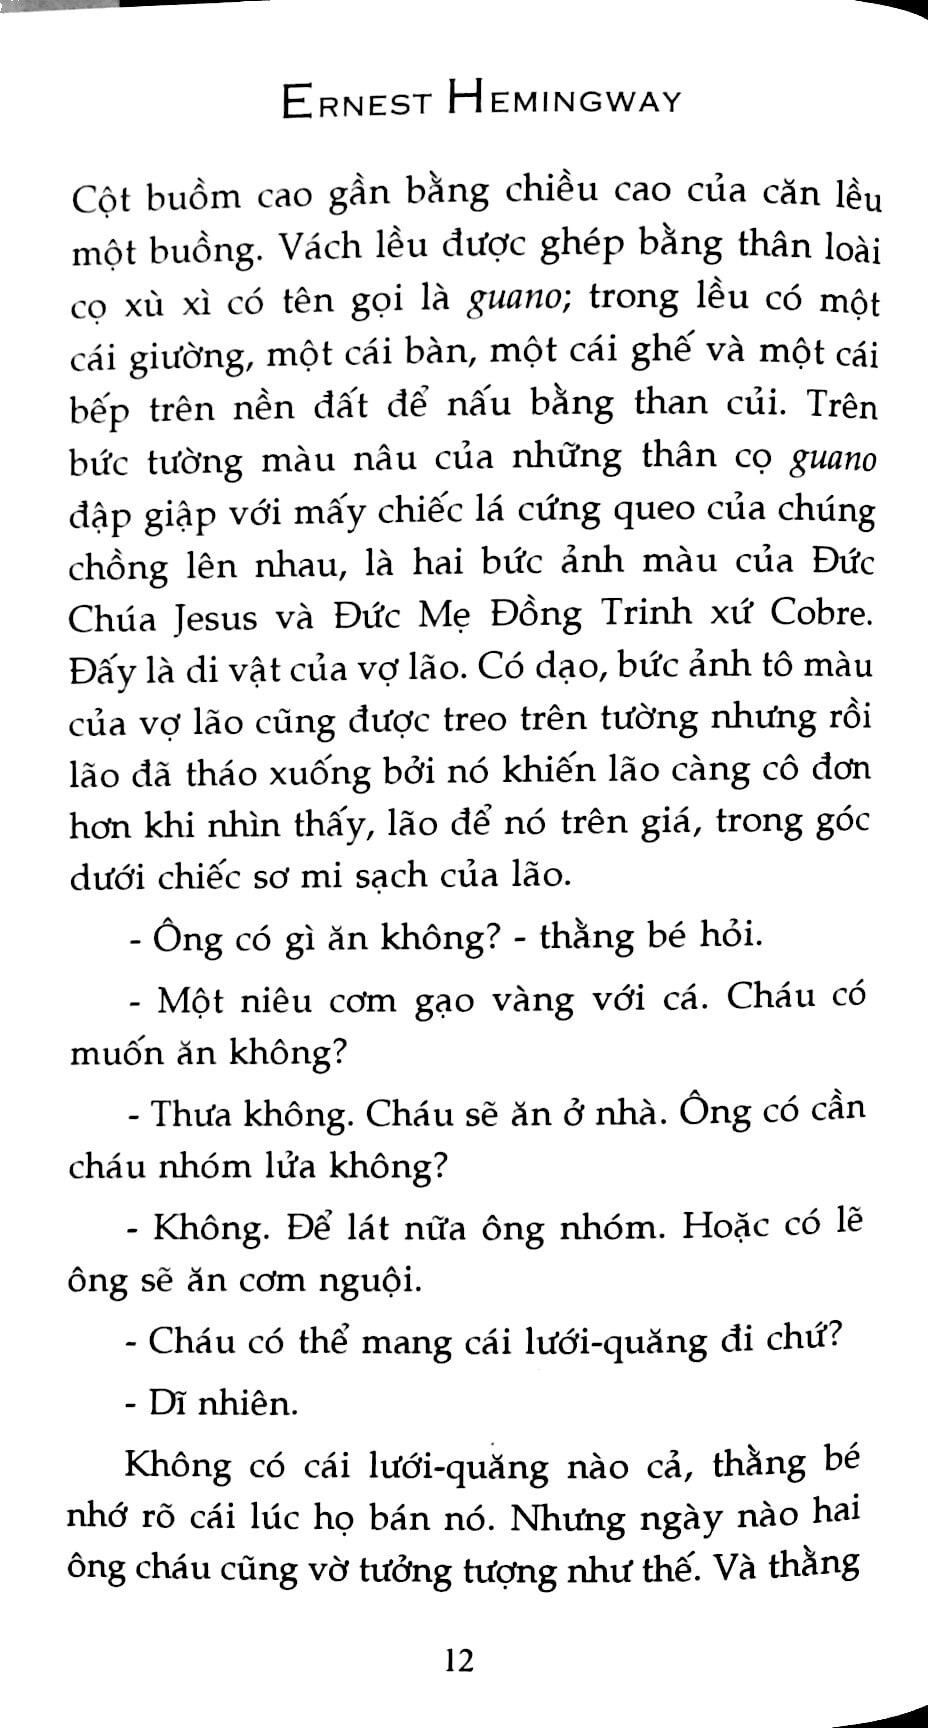 ERNEST HEMINGWAY
Cột buồm cao gần bằng chiều cao của căn lều
một buồng. Vách lều được ghép bằng thân loài
cọ xù xì có tên gọi là guano; trong lều có một
cái giường, một cái bàn, một cái ghế và một cái
bếp trên nền đất để nấu bằng than củi. Trên
bức tường màu nâu của những thân cọ guano
đập giập với mấy chiếc lá cứng queo của chúng
chồng lên nhau, là hai bức ảnh màu của Đức
Chúa Jesus và Đức Mẹ Đồng Trinh xứ Cobre.
Đấy là di vật của vợ lão. Có dạo, bức ảnh tô màu
của vợ lão cũng được treo trên tường nhưng rồi
lão đã tháo xuống bởi nó khiến lão càng cô đơn
hơn khi nhìn thấy, lão để nó trên giá, trong góc
dưới chiếc sơ mi sạch của lão.
- Ông có gì ăn không? - thằng bé hỏi.
- Một niêu cơm gạo vàng với cá. Cháu có
muốn ăn không?
- Thưa không. Cháu sẽ ăn ở nhà. Ông có cần
cháu nhóm lửa không?
- Không. Để lát nữa ông nhóm. Hoặc có lẽ
ông sẽ ăn cơm nguội.
- Cháu có thể mang cái lưới-quăng đi chứ?
- Dĩ nhiên.
Không có cái lưới-quăng nào cả, thằng bé
nhớ rõ cái lúc họ bán nó. Nhưng ngày nào hai
ông cháu cũng vờ tưởng tượng như thế. Và thằng
12